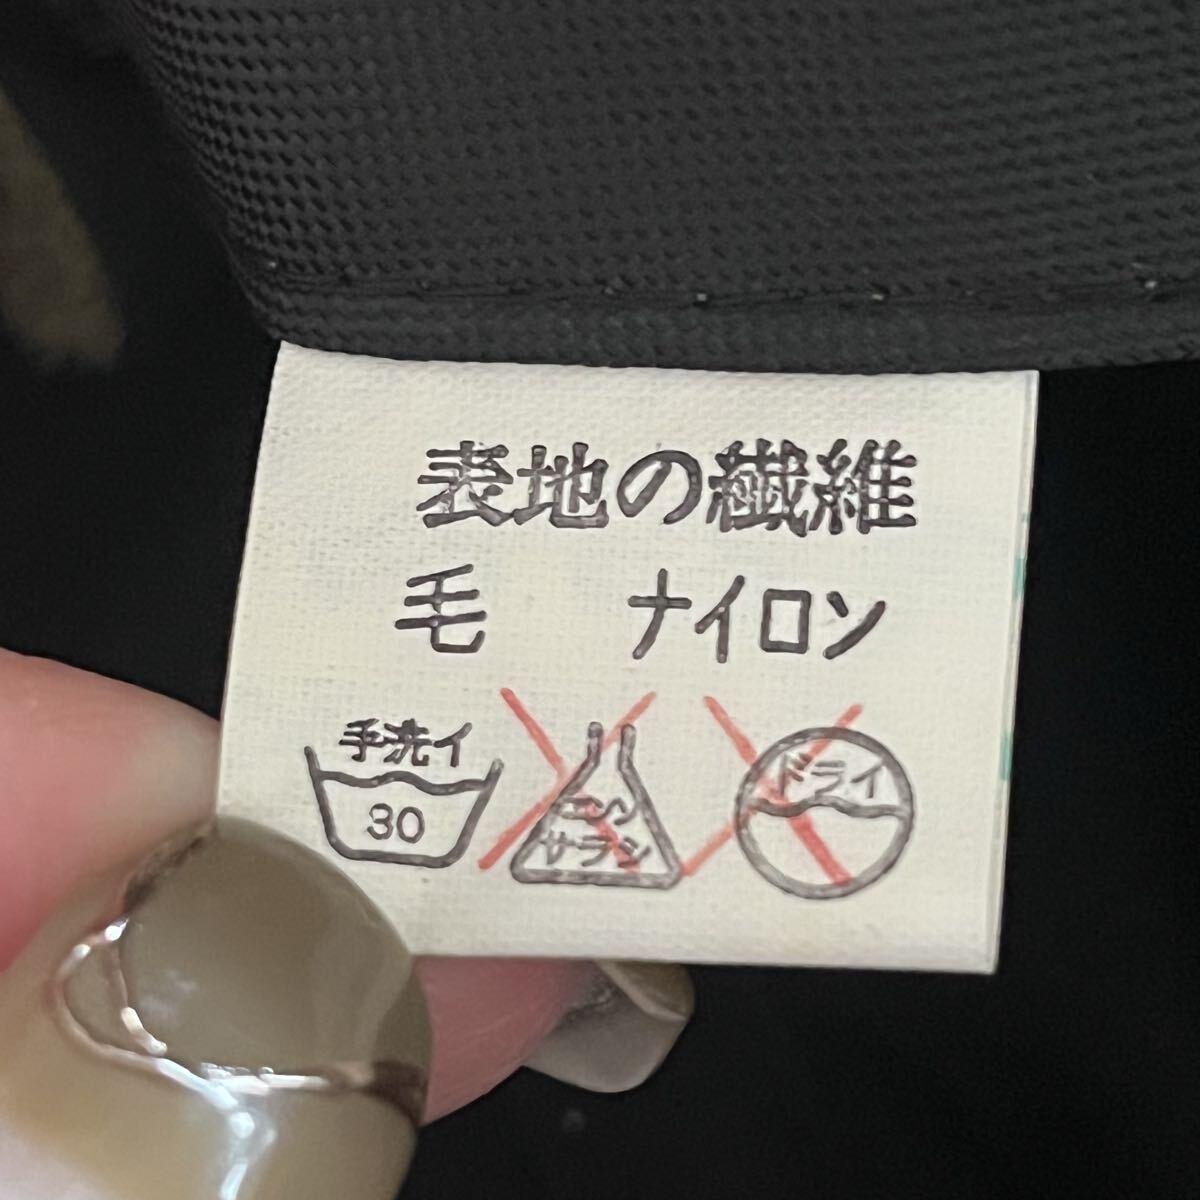 表地の繊維
毛 ナイロン
手洗イ
30
エンソ
サラシ
ドライ